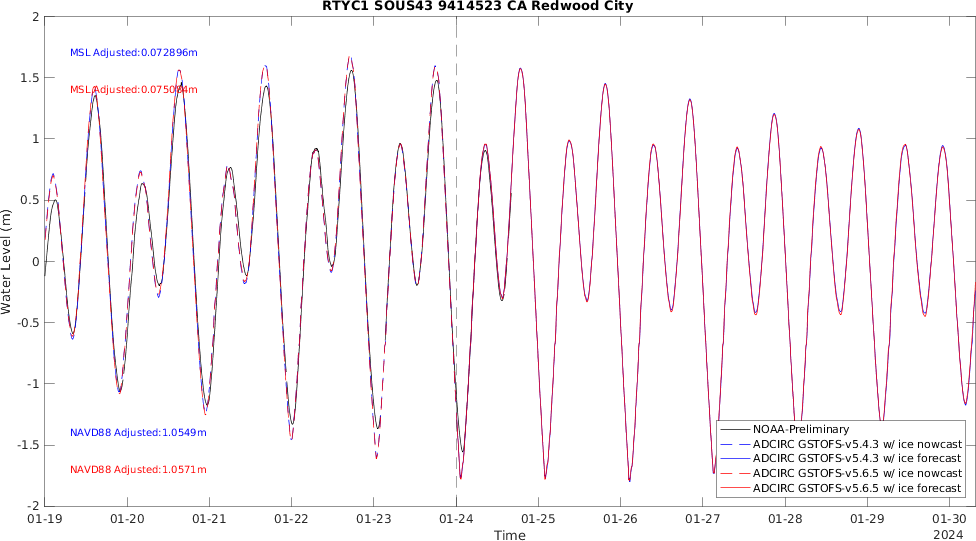 RTYC1 SOUS43 9414523 CA Redwood City
2
1.5
1
0.5
0
-0.5
-1
-1.5
-2
Water Level (m)
MSL Adjusted:0.072896m
MSL Adjusted:0.075084m
NAVD88 Adjusted:1.0549m
NAVD88 Adjusted:1.0571m
NOAA-Preliminary
ADCIRC GSTOFS-v5.4.3 w/ ice nowcast
ADCIRC GSTOFS-v5.4.3 w/ ice forecast
ADCIRC GSTOFS-v5.6.5 w/ ice nowcast
ADCIRC GSTOFS-v5.6.5 w/ ice forecast
01-19 01-20 01-21 01-22 01-23 01-24 01-25 01-26 01-27 01-28 01-29 01-30
Time
2024